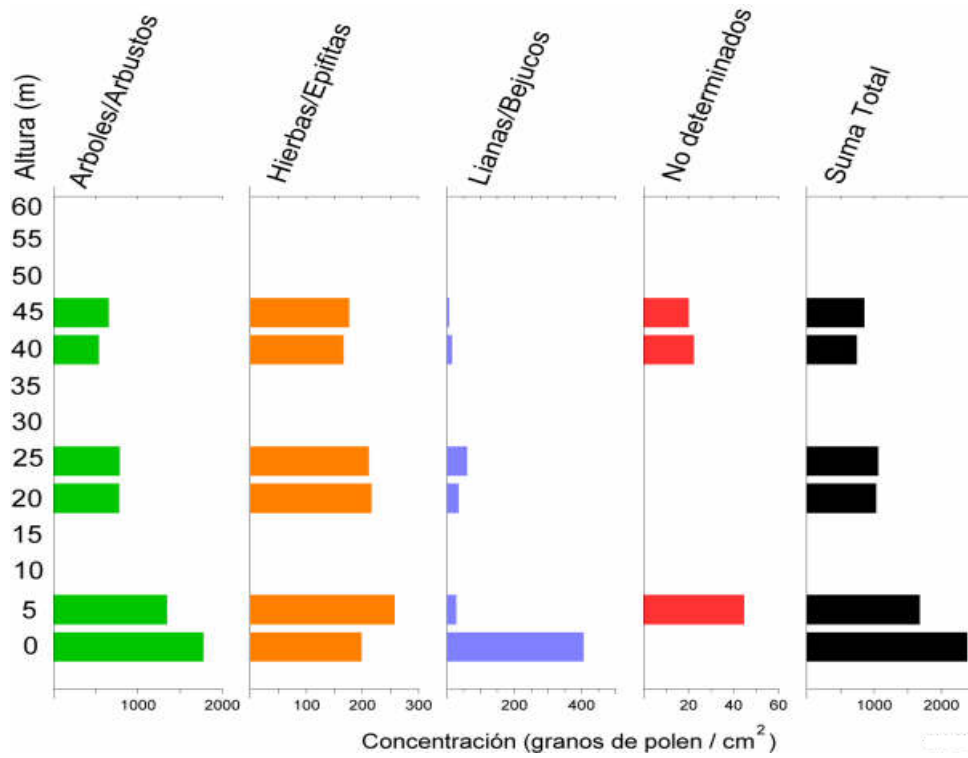 Altura (m)
Arboles/Arbustos
Hierbas/Epifitas
Lianas/Bejucos
No determinados
Suma Total
60
55
50
45
40
35
30
25
20
15
10
5
0
1000 2000 100 200 300 200 400 20 40 60 1000 2000
Concentración (granos de polen / cm²)